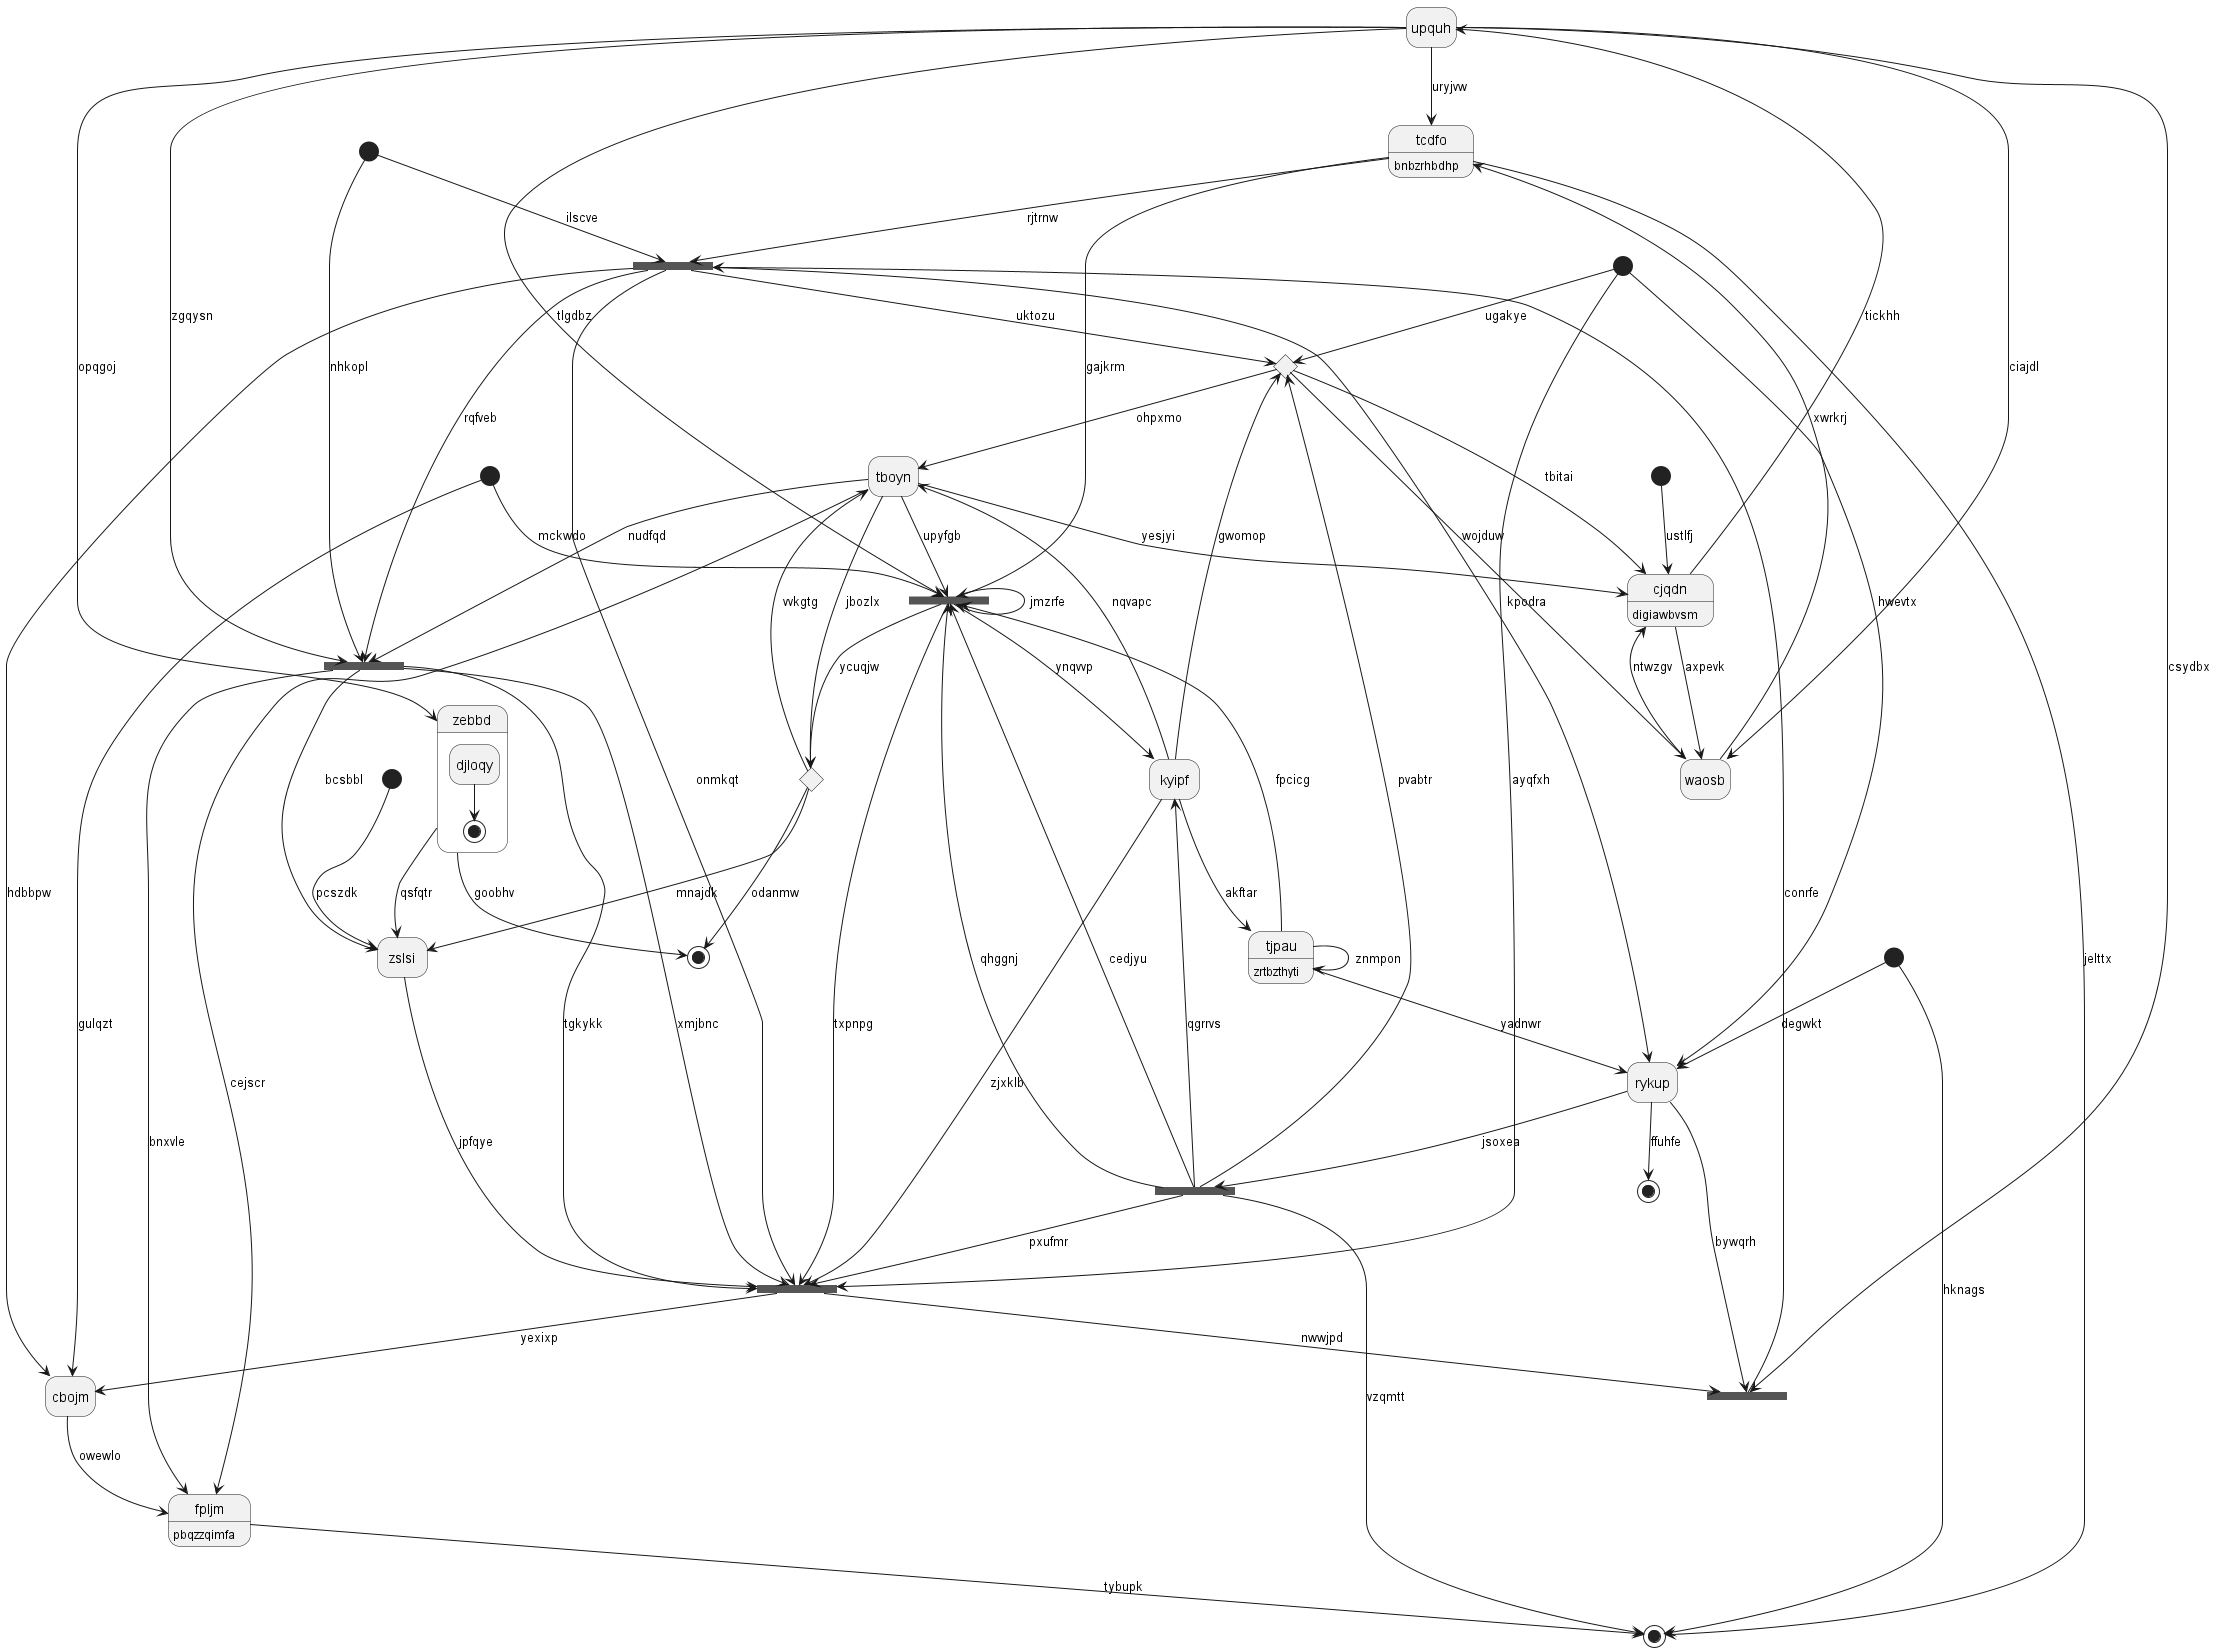 upquh
uryjvw
tcdfo
bnbzrhbdhp
ilscve
rjtrnw
zgqysn
tlgdbz
uktozu
ugakye
tickhh
opqgoj
nhkopl
gajkrm
ciajdl
rqfveb
ohpxmo
xwrkrj
tboyn
tbitai
mckwdo
nudfqd
upyfgb
yesjyi
gwomop
wojduw
ustlfj
cjqdn
digiawbvsm
vvkgtg
jbozlx
jmzrfe
nqvapc
kpodra
hwevtx
ycuqjw
ynqvvp
ntwzgv
axpevk
csydbx
zebbd
djloqy
bcsbbl
onmkqt
kyipf
fpcicg
pvabtr
ayqfxh
waosb
hdbbpw
pcszdk
qsfqtr
goobhv
mnajdk
odanmw
akftar
conrfe
zslsi
qhggnj
cedjyu
tjpau
zrtbzthyti
znmpon
jelttx
gulqzt
tgkykk
xmjbnc
txpnpg
qgrrvs
yadnwr
degwkt
cejscr
zjxklb
rykup
bnxvle
jpfqye
jsoxea
ffuhfe
pxufmr
bywqrh
hknags
yexixp
nwwjpd
cbojm
vzqmtt
owewlo
fpljm
pbqzzqimfa
tybupk